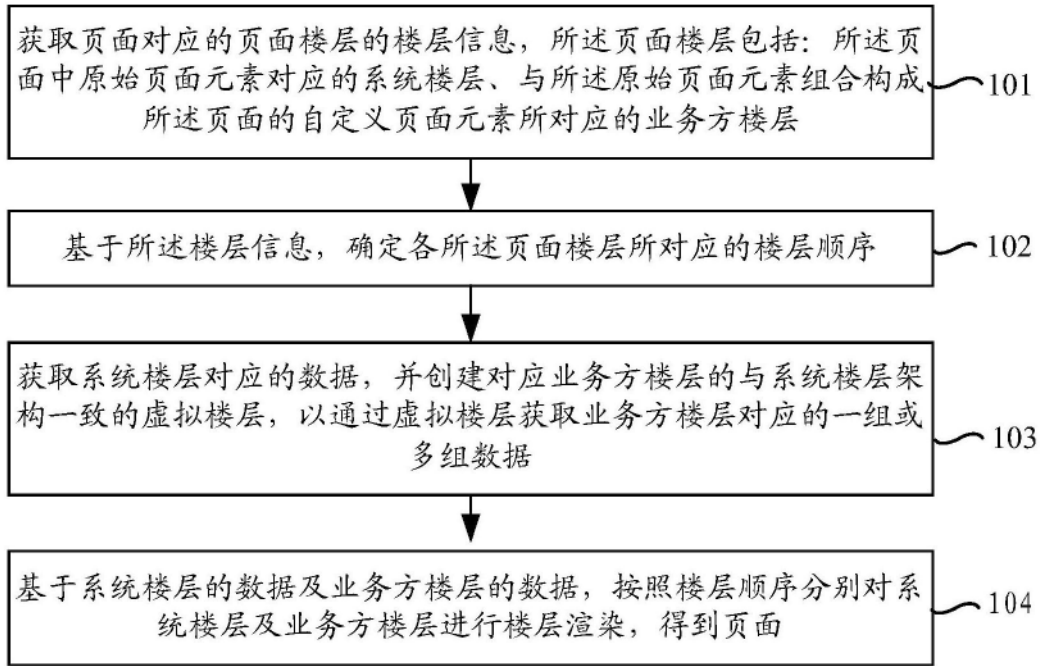 获取页面对应的页面楼层的楼层信息，所述页面楼层包括：所述页
面中原始页面元素对应的系统楼层、与所述原始页面元素组合构成
所述页面的自定义页面元素所对应的业务方楼层
101
基于所述楼层信息，确定各所述页面楼层所对应的楼层顺序
102
获取系统楼层对应的数据，并创建对应业务方楼层的与系统楼层架
构一致的虚拟楼层，以通过虚拟楼层获取业务方楼层对应的一组或
多组数据
103
基于系统楼层的数据及业务方楼层的数据，按照楼层顺序分别对系
统楼层及业务方楼层进行楼层渲染，得到页面
104